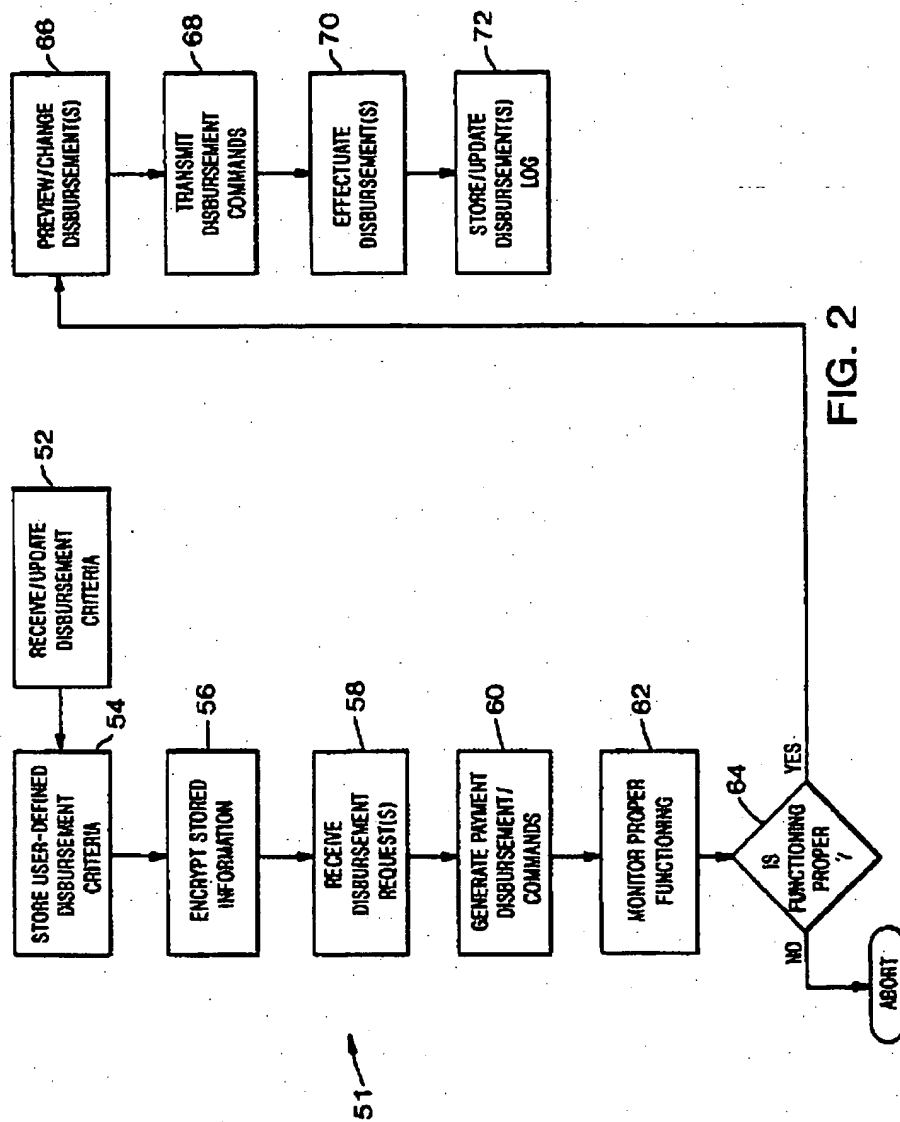 52
RECEIVE/UPDATE
DISBURSEMENT
CRITERIA
54
STORE USER-DEFINED
DISBURSEMENT
CRITERIA
56
ENCRYPT STORED
INFORMATION
58
RECEIVE
DISBURSEMENT
REQUEST(S)
60
GENERATE PAYMENT
DISBURSEMENT/
COMMANDS
62
MONITOR PROPER
FUNCTIONING
64
IS
FUNCTIONING
PROPER
?
NO
YES
ABORT
51
66
PREVIEW/CHANGE
DISBURSEMENT(S)
68
TRANSMIT
DISBURSEMENT
COMMANDS
70
EFFECTUATE
DISBURSEMENT(S)
72
STORE/UPDATE
DISBURSEMENT(S)
LOG
FIG. 2